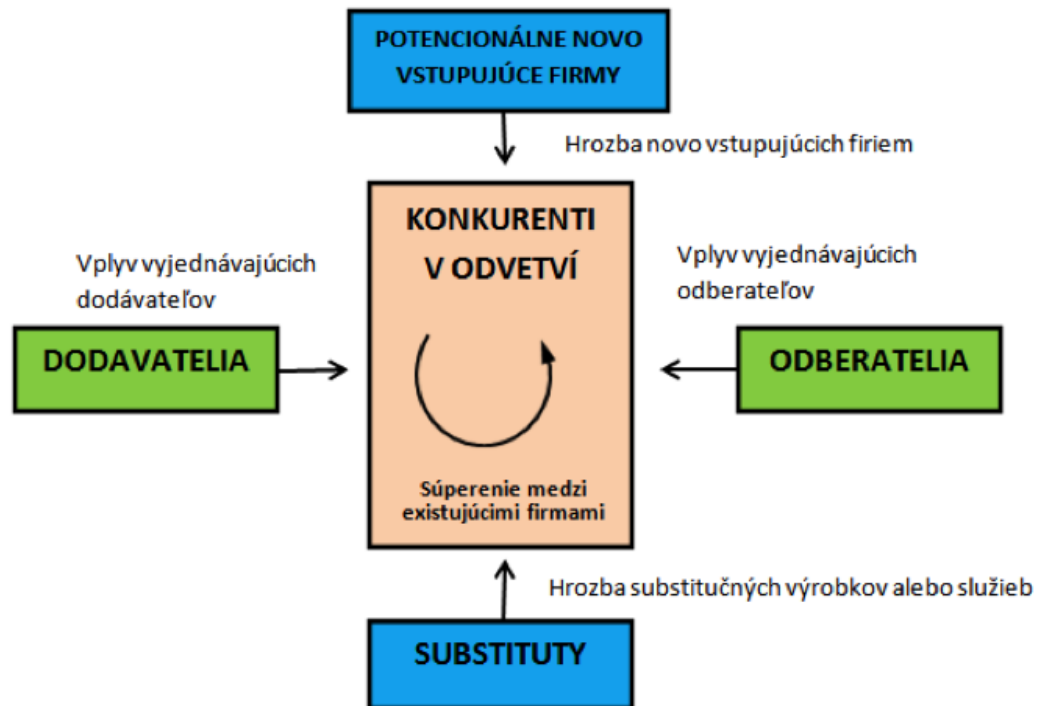 POTENCIONÁLNE NOVO
VSTUPUJÚCE FIRMY
Hrozba novo vstupujúcich firiem
KONKURENTI
V ODVETVÍ
Vplyv vyjednávajúcich
dodávateľov
Vplyv vyjednávajúcich
odberateľov
DODAVATELIA
ODBERATELIA
Súperenie medzi
existujúcimi firmami
Hrozba substitučných výrobkov alebo služieb
SUBSTITUTY